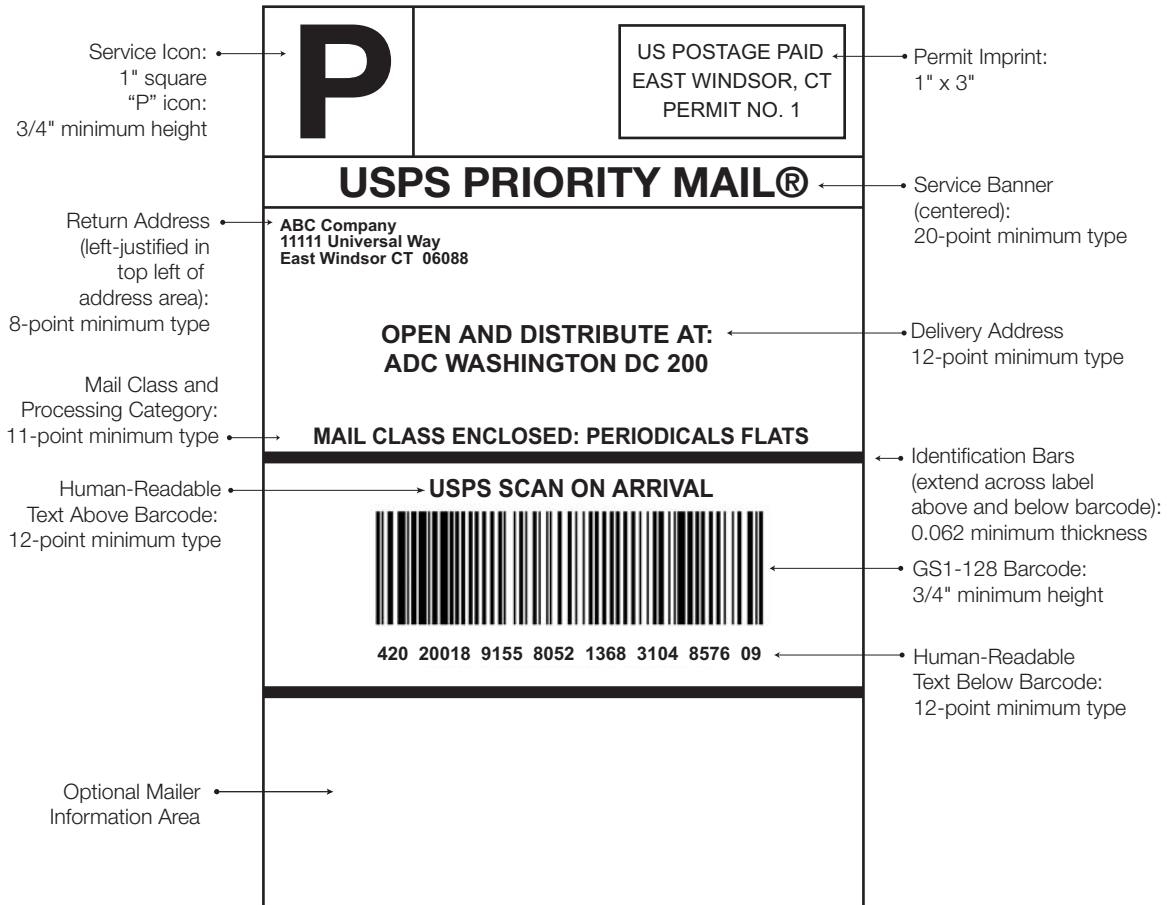 Service Icon:
1" square
“P” icon:
3/4" minimum height
P
US POSTAGE PAID
EAST WINDSOR, CT
PERMIT NO. 1
Permit Imprint:
1" x 3"
USPS PRIORITY MAIL®
Service Banner
(centered):
20-point minimum type
Return Address
(left-justified in
top left of
address area):
8-point minimum type
ABC Company
11111 Universal Way
East Windsor CT 06088
OPEN AND DISTRIBUTE AT:
ADC WASHINGTON DC 200
Delivery Address
12-point minimum type
Mail Class and
Processing Category:
11-point minimum type
MAIL CLASS ENCLOSED: PERIODICALS FLATS
Identification Bars
(extend across label
above and below barcode):
0.062 minimum thickness
Human-Readable
Text Above Barcode:
12-point minimum type
USPS SCAN ON ARRIVAL
GS1-128 Barcode:
3/4" minimum height
420 20018 9155 8052 1368 3104 8576 09
Human-Readable
Text Below Barcode:
12-point minimum type
Optional Mailer
Information Area